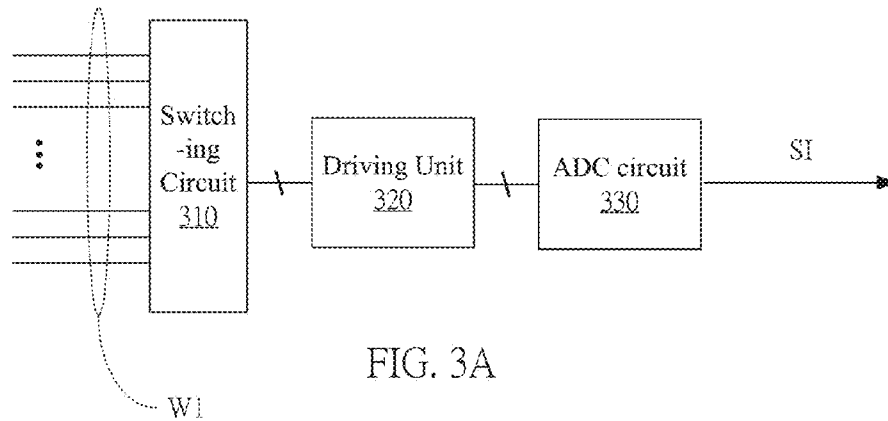 Switch
-ing
Circuit
310
Driving Unit
320
ADC circuit
330
SI
FIG. 3A
W1